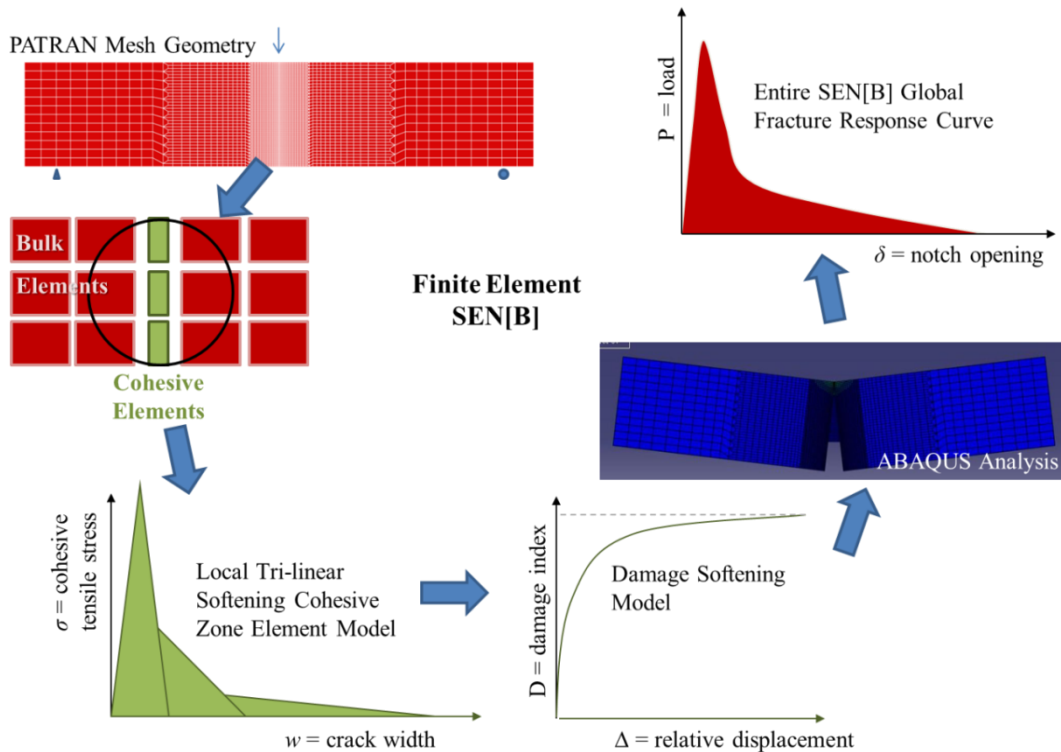 PATRAN Mesh Geometry
P = load
Entire SEN[B] Global
Fracture Response Curve
δ = notch opening
Bulk
Elements
Finite Element
SEN[B]
Cohesive
Elements
ABAQUS Analysis
σ = cohesive
tensile stress
Local Tri-linear
Softening Cohesive
Zone Element Model
w = crack width
D = damage index
Damage Softening
Model
Δ = relative displacement